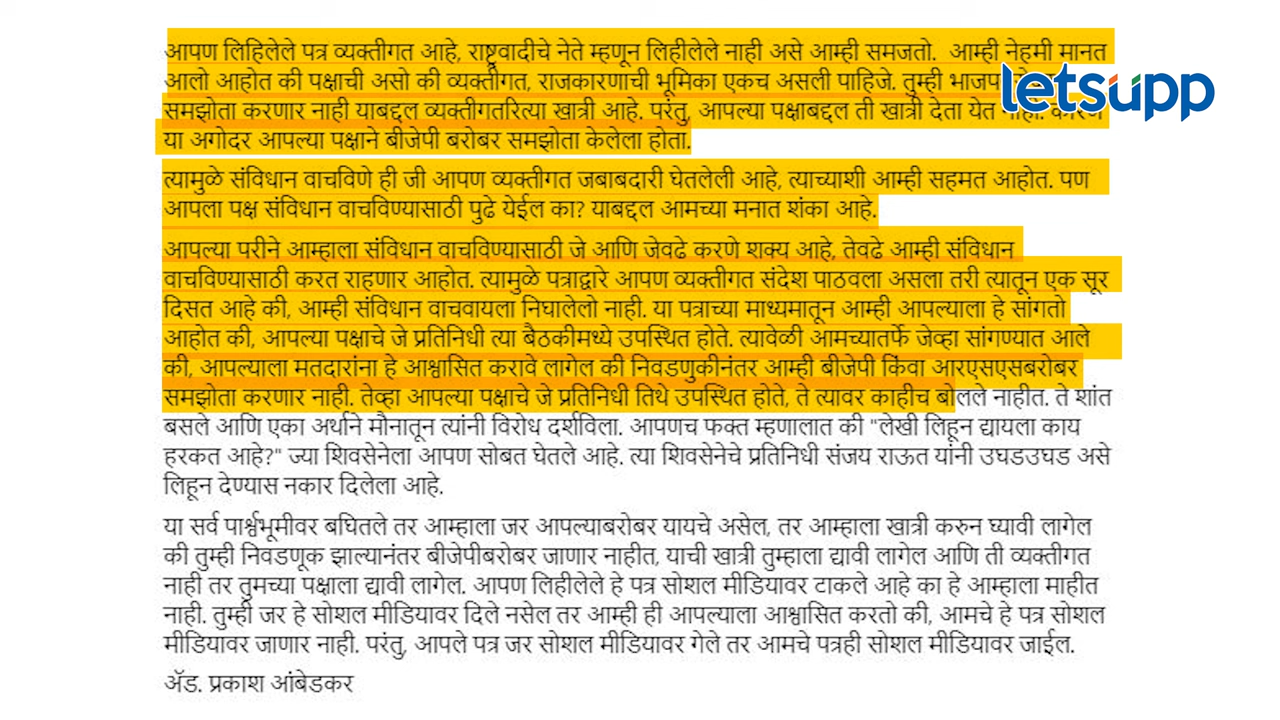 आपण लिहिलेले पत्र व्यक्तीगत आहे, राष्ट्रवादीचे नेते म्हणून लिहीलेले नाही असे आम्ही समजतो. आम्ही नेहमी मानत
आलो आहोत की पक्षाची असो की व्यक्तीगत, राजकारणाची भूमिका एकच असली पाहिजे. तुम्ही
letsupp
समझोता करणार नाही याबद्दल व्यक्तीगतरित्या खात्री आहे. परंतु, आपल्या पक्षाबद्दल ती खात्री देता येत नाही.
या अगोदर आपल्या पक्षाने बीजेपी बरोबर समझोता केलेला होता.
त्यामुळे संविधान वाचविणे ही जी आपण व्यक्तीगत जबाबदारी घेतलेली आहे, त्याच्याशी आम्ही सहमत आहोत. पण
आपला पक्ष संविधान वाचविण्यासाठी पुढे येईल का? याबद्दल आमच्या मनात शंका आहे.
आपल्या परीने आम्हाला संविधान वाचविण्यासाठी जे आणि जेवढे करणे शक्य आहे, तेवढे आम्ही संविधान
वाचविण्यासाठी करत राहणार आहोत. त्यामुळे पत्राद्वारे आपण व्यक्तीगत संदेश पाठवला असला तरी त्यातून एक सूर
दिसत आहे की, आम्ही संविधान वाचवायला निघालेलो नाही. या पत्राच्या माध्यमातून आम्ही आपल्याला हे सांगतो
आहोत की, आपल्या पक्षाचे जे प्रतिनिधी त्या बैठकीमध्ये उपस्थित होते. त्यावेळी आमच्यातर्फे जेव्हा सांगण्यात आले
की, आपल्याला मतदारांना हे आश्वासित करावे लागेल की निवडणुकीनंतर आम्ही बीजेपी किंवा आरएसएसबरोबर
समझोता करणार नाही. तेव्हा आपल्या पक्षाचे जे प्रतिनिधी तिथे उपस्थित होते, ते त्यावर काहीच बोलले नाहीत. ते शांत
बसले आणि एका अर्थाने मौनातून त्यांनी विरोध दर्शविला. आपणच फक्त म्हणालात की "लेखी लिहून द्यायला काय
हरकत आहे?" ज्या शिवसेनेला आपण सोबत घेतले आहे. त्या शिवसेनेचे प्रतिनिधी संजय राऊत यांनी उघडउघड असे
लिहून देण्यास नकार दिलेला आहे.
या सर्व पार्श्वभूमीवर बघितले तर आम्हाला जर आपल्याबरोबर यायचे असेल, तर आम्हाला खात्री करुन घ्यावी लागेल
की तुम्ही निवडणूक झाल्यानंतर बीजेपीबरोबर जाणार नाहीत, याची खात्री तुम्हाला द्यावी लागेल आणि ती व्यक्तीगत
नाही तर तुमच्या पक्षाला द्यावी लागेल. आपण लिहीलेले हे पत्र सोशल मीडियावर टाकले आहे का हे आम्हाला माहीत
नाही. तुम्ही जर हे सोशल मीडियावर दिले नसेल तर आम्ही ही आपल्याला आश्वासित करतो की, आमचे हे पत्र सोशल
मीडियावर जाणार नाही. परंतु, आपले पत्र जर सोशल मीडियावर गेले तर आमचे पत्रही सोशल मीडियावर जाईल.
ॲड. प्रकाश आंबेडकर